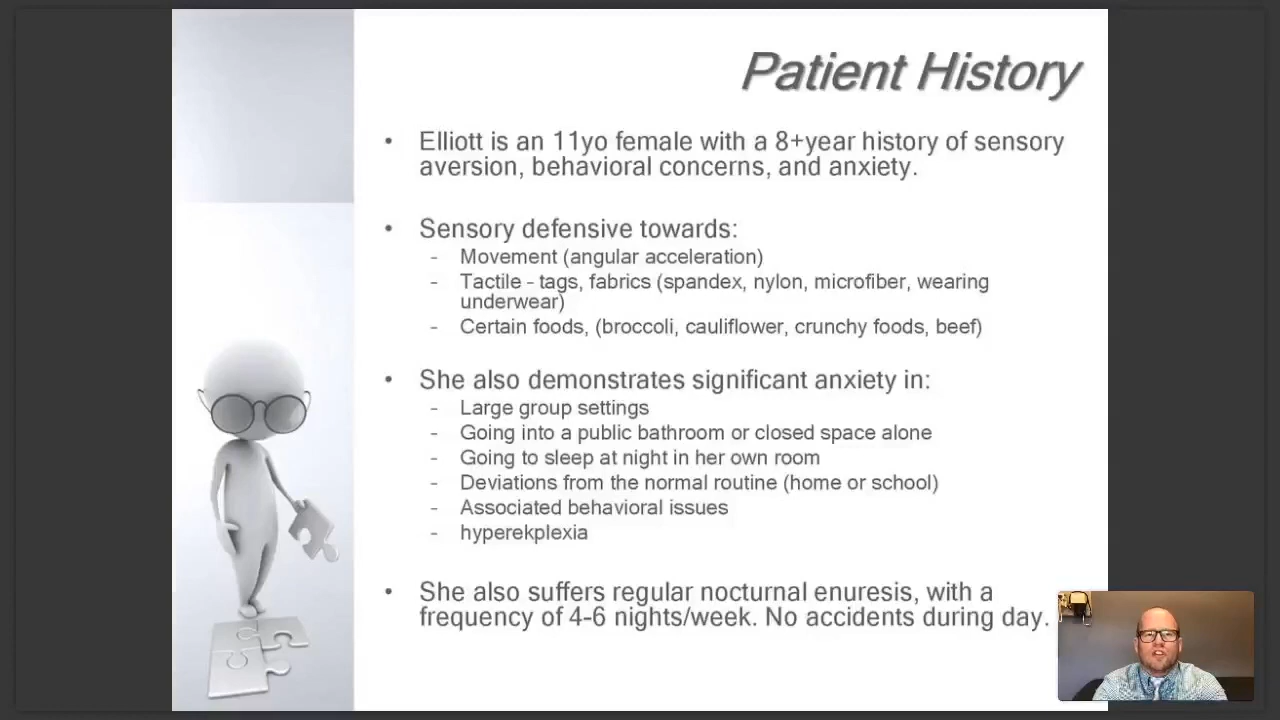 Patient History
• Elliott is an 11yo female with a 8+year history of sensory
aversion, behavioral concerns, and anxiety.
• Sensory defensive towards:
- Movement (angular acceleration)
- Tactile - tags, fabrics (spandex, nylon, microfiber, wearing
underwear)
- Certain foods, (broccoli, cauliflower, crunchy foods, beef)
• She also demonstrates significant anxiety in:
- Large group settings
- Going into a public bathroom or closed space alone
- Going to sleep at night in her own room
- Deviations from the normal routine (home or school)
- Associated behavioral issues
- hyperekplexia
• She also suffers regular nocturnal enuresis, with a
frequency of 4-6 nights/week. No accidents during day.